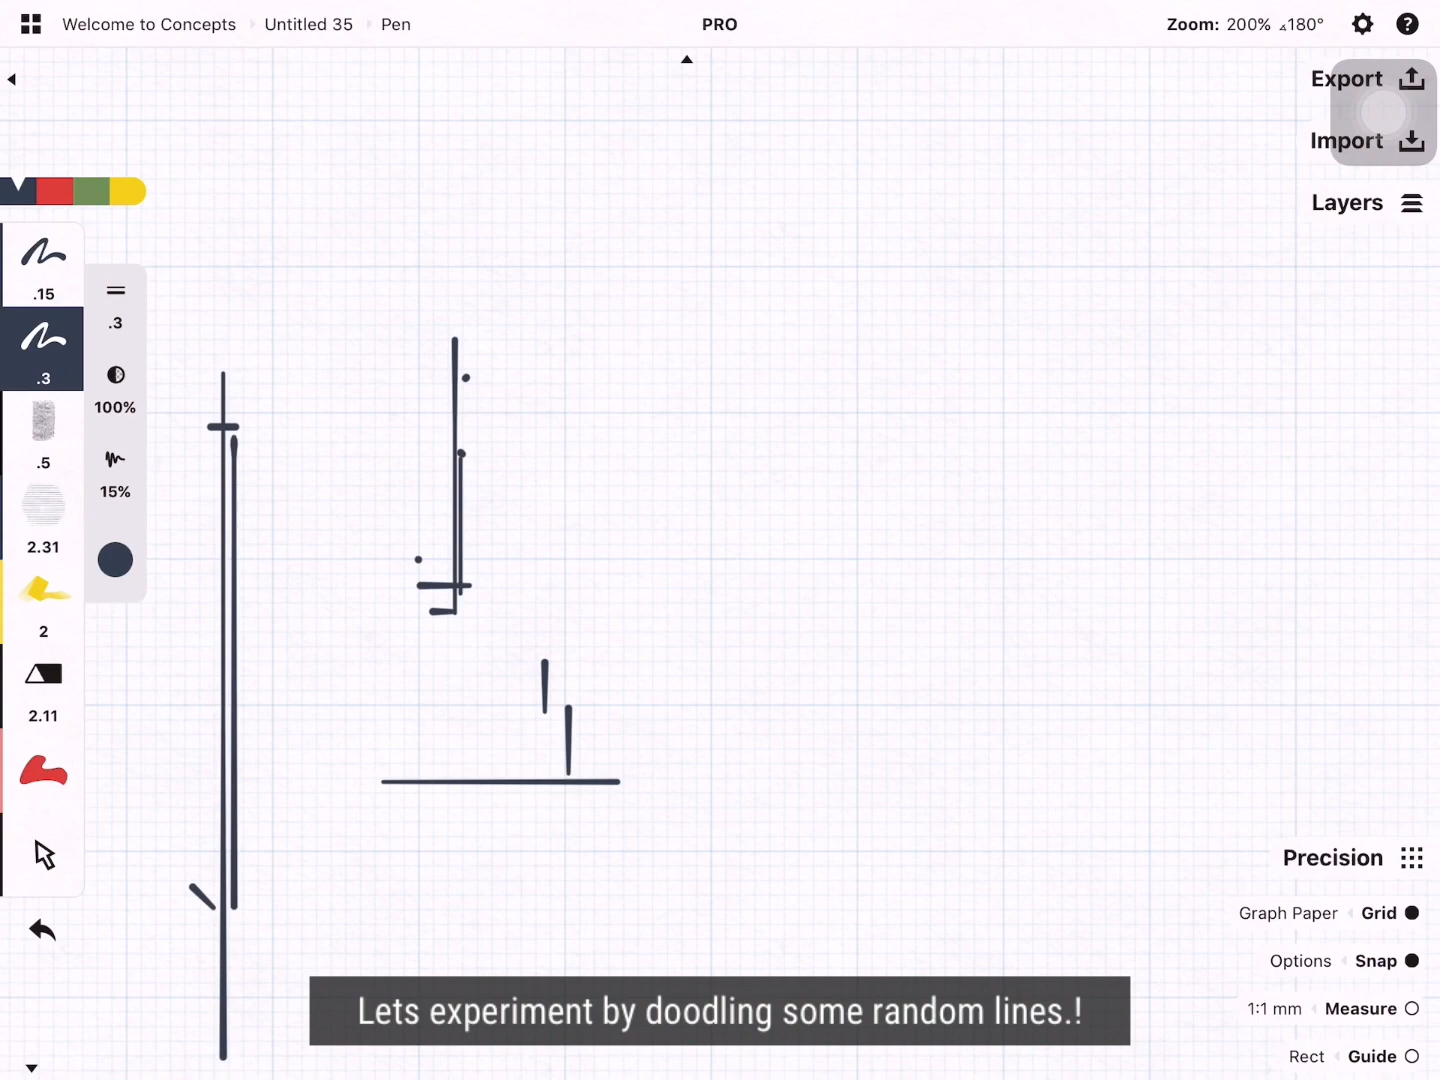 Welcome to Concepts Untitled 35 Pen
PRO
Zoom: 200% ∡180°
Export
Import
Layers
.15
.3
.5
2.31
2
2.11
.3
100%
15%
Precision
Graph Paper Grid
Options Snap
1:1 mm Measure
Rect Guide
Lets experiment by doodling some random lines.!